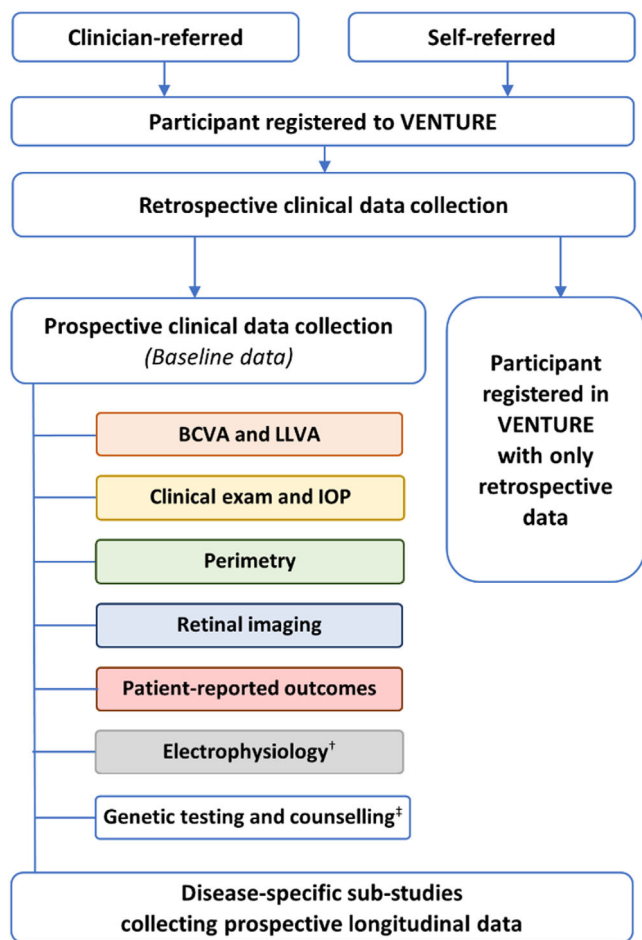 Clinician-referred
Self-referred
Participant registered to VENTURE
Retrospective clinical data collection
Prospective clinical data collection
(Baseline data)
BCVA and LLVA
Clinical exam and IOP
Perimetry
Retinal imaging
Patient-reported outcomes
Electrophysiology†
Genetic testing and counselling‡
Participant
registered in
VENTURE
with only
retrospective
data
Disease-specific sub-studies
collecting prospective longitudinal data